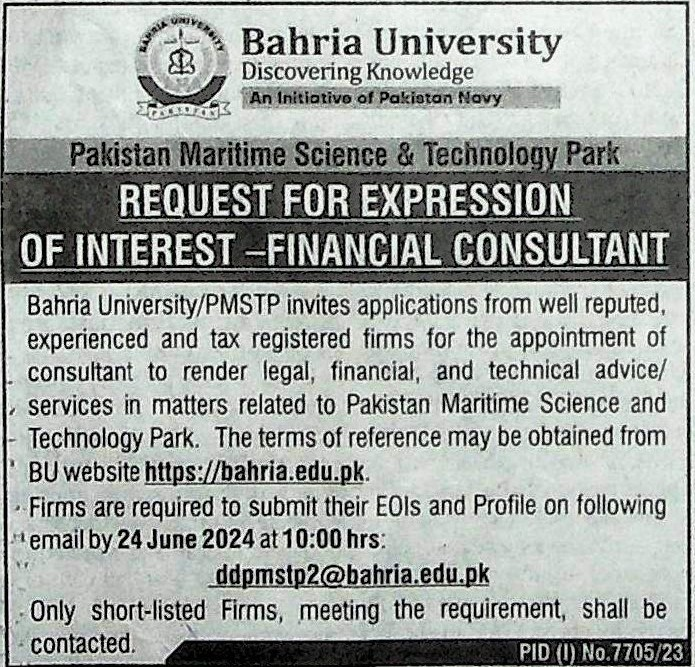 BAHRIA UNIVERSITY
PAKISTAN
Bahria University
Discovering Knowledge
An Initiative of Pakistan Navy
Pakistan Maritime Science & Technology Park
REQUEST FOR EXPRESSION
OF INTEREST –FINANCIAL CONSULTANT
Bahria University/PMSTP invites applications from well reputed,
experienced and tax registered firms for the appointment of
consultant to render legal, financial, and technical advice/
services in matters related to Pakistan Maritime Science and
Technology Park. The terms of reference may be obtained from
BU website https://bahria.edu.pk.
Firms are required to submit their EOIs and Profile on following
email by 24 June 2024 at 10:00 hrs:
ddpmstp2@bahria.edu.pk
Only short-listed Firms, meeting the requirement, shall be
contacted.
PID (I) No.7705/23